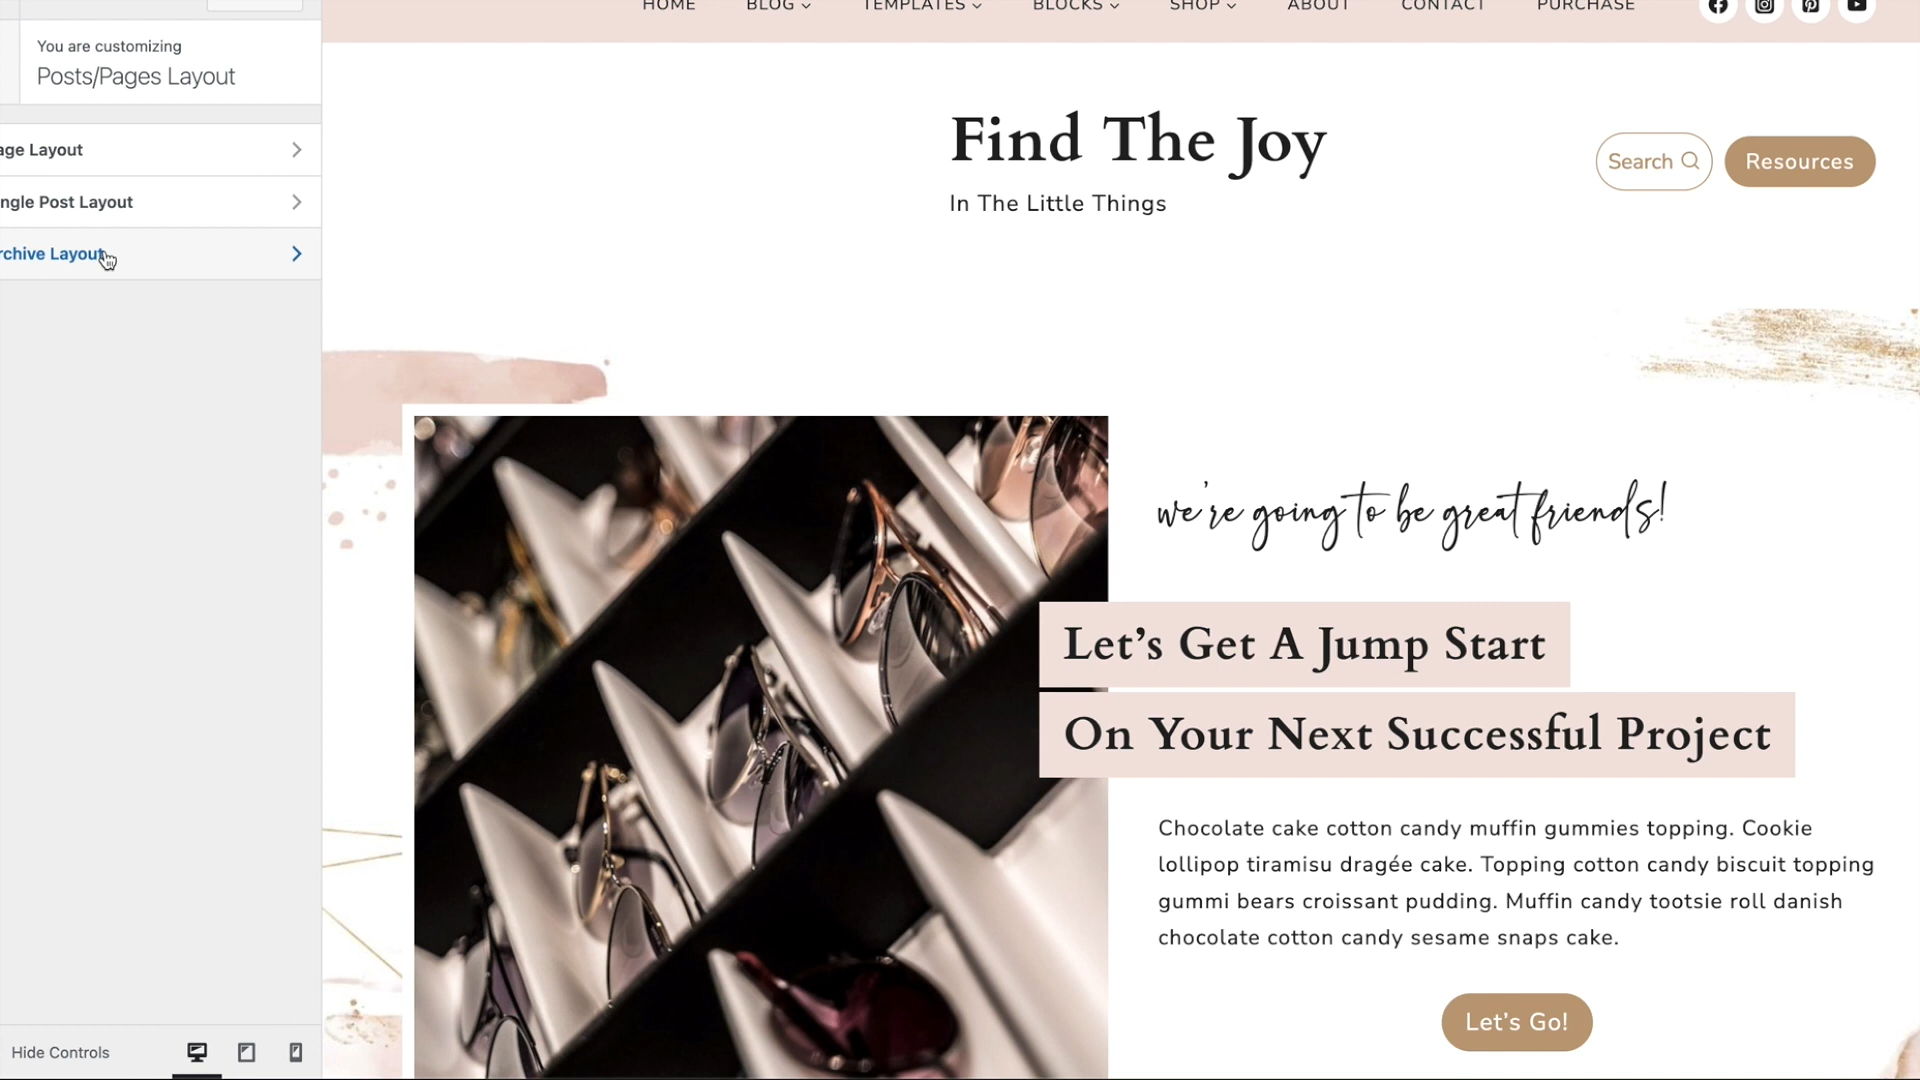 You are customizing
Posts/Pages Layout
age Layout
ngle Post Layout
rchive Layout
Hide Controls
HOME BLOG TEMPLATES BLOCKS SHOP ABOUT CONTACT PURCHASE
Find The Joy
In The Little Things
Search
Resources
we're going to be great friends!
Let's Get A Jump Start
On Your Next Successful Project
Chocolate cake cotton candy muffin gummies topping. Cookie
lollipop tiramisu dragée cake. Topping cotton candy biscuit topping
gummi bears croissant pudding. Muffin candy tootsie roll danish
chocolate cotton candy sesame snaps cake.
Let's Go!